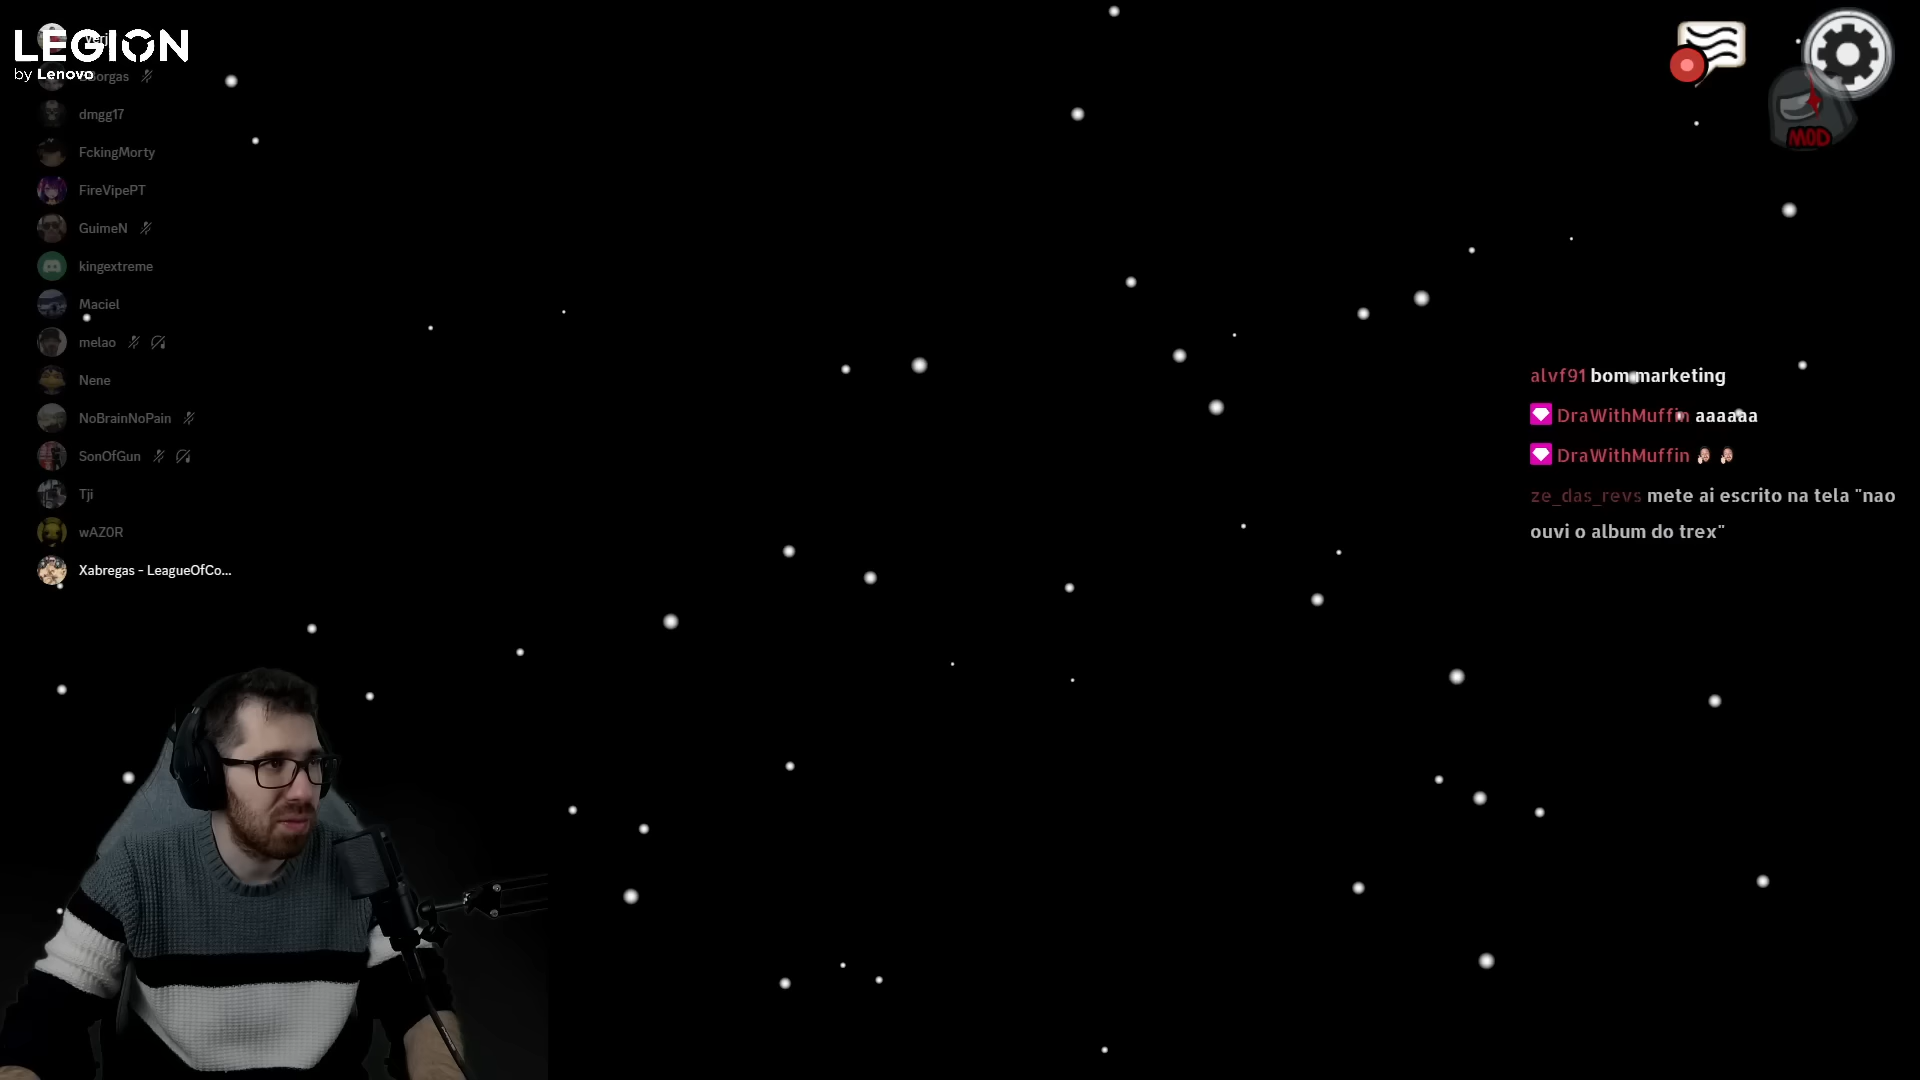 LEGION
by Lenovo
dmgg17
FckingMorty
FireVipePT
GuimeN
kingextreme
Maciel
melao
Nene
NoBrainNoPain
SonOfGun
Tji
wAZ0R
Xabregas - LeagueOfCo...
MOD
alvf91 bom marketing
DraWithMuffin aaaaaa
DraWithMuffin
ze_das_revs mete ai escrito na tela "nao
ouvi o album do trex"